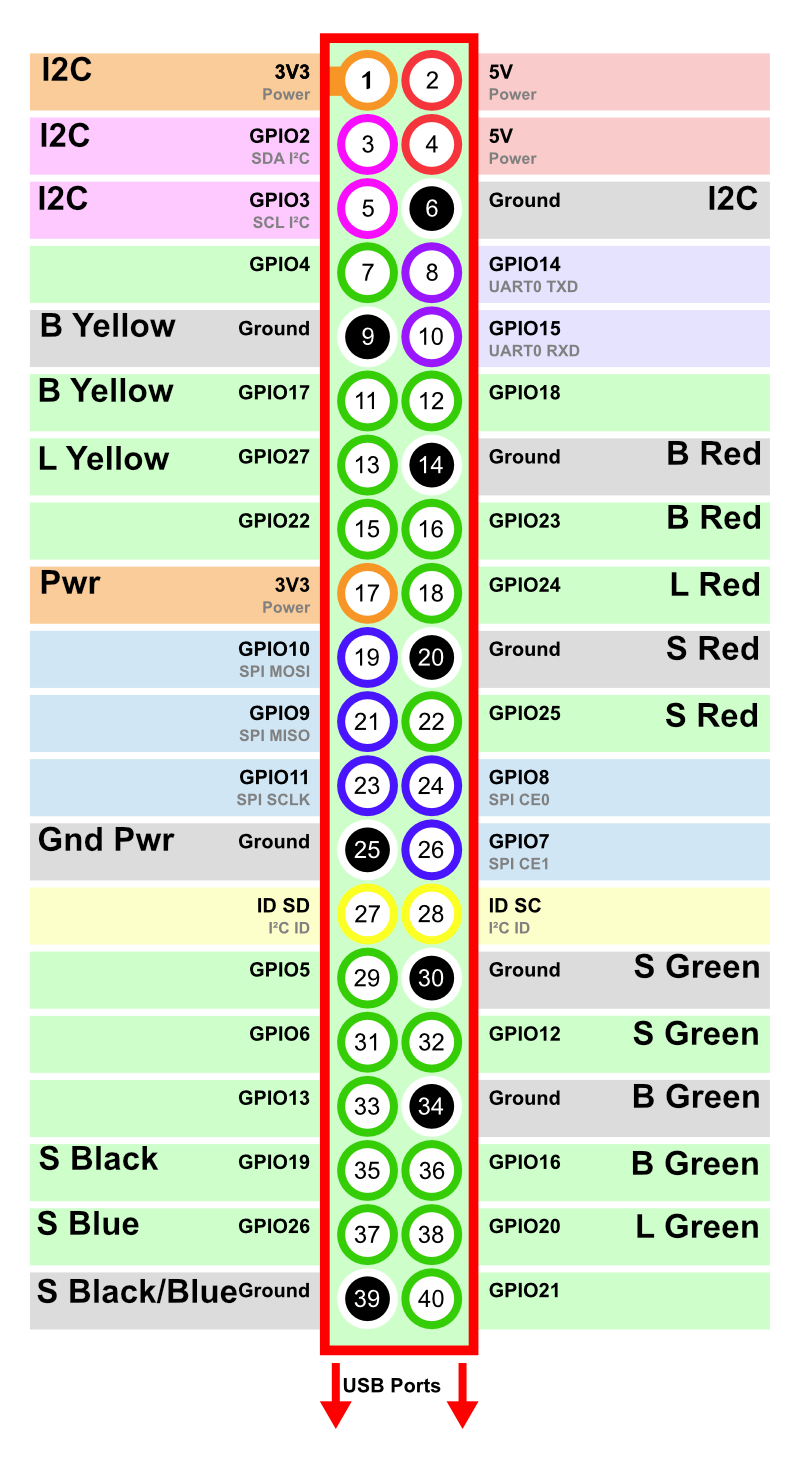 I2C 3V3 1 2 5V
Power Power
I2C GPIO2 3 4 5V
SDA I²C Power
I2C GPIO3 5 6 Ground I2C
SCL I²C
GPIO4 7 8 GPIO14
UART0 TXD
B Yellow Ground 9 10 GPIO15
UART0 RXD
B Yellow GPIO17 11 12 GPIO18
L Yellow GPIO27 13 14 Ground B Red
GPIO22 15 16 GPIO23 B Red
Pwr 3V3 17 18 GPIO24 L Red
Power
GPIO10 19 20 Ground S Red
SPI MOSI
GPIO9 21 22 GPIO25 S Red
SPI MISO
GPIO11 23 24 GPIO8
SPI SCLK SPI CE0
Gnd Pwr Ground 25 26 GPIO7
SPI CE1
ID SD 27 28 ID SC
I²C ID I²C ID
GPIO5 29 30 Ground S Green
GPIO6 31 32 GPIO12 S Green
GPIO13 33 34 Ground B Green
S Black GPIO19 35 36 GPIO16 B Green
S Blue GPIO26 37 38 GPIO20 L Green
S Black/Blue Ground 39 40 GPIO21
USB Ports